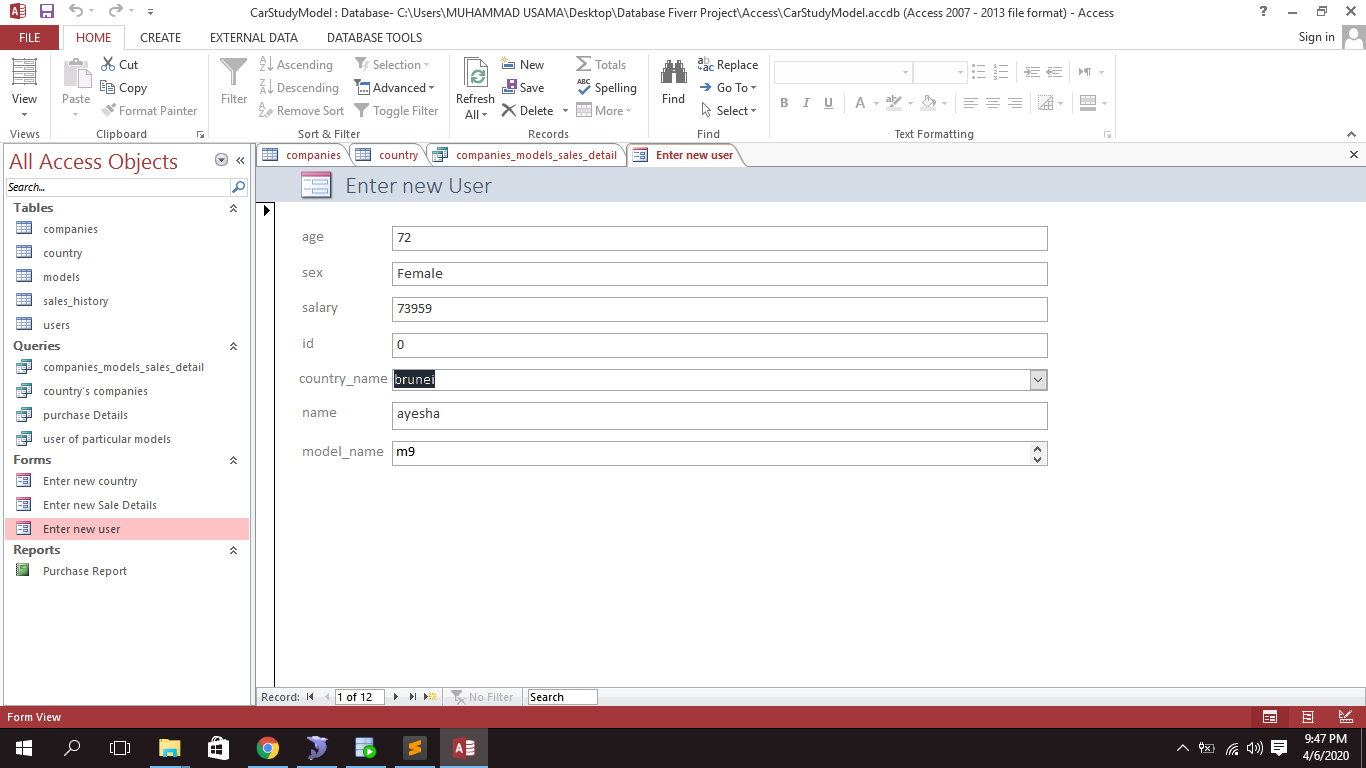 CarStudyModel : Database- C:\Users\MUHAMMAD USAMA\Desktop\Database Fiverr Project\Access\CarStudyModel.accdb (Access 2007 - 2013 file format) - Access
FILE HOME CREATE EXTERNAL DATA DATABASE TOOLS Sign in
View
Views
Paste
Cut
Copy
Format Painter
Clipboard
Filter
Ascending
Descending
Remove Sort
Selection
Advanced
Toggle Filter
Sort & Filter
Refresh
All
New
Save
Delete
Totals
Spelling
More
Records
Find
Replace
Go To
Select
Find
B I U A
Text Formatting
All Access Objects
Search...
Tables
companies
country
models
sales_history
users
Queries
companies_models_sales_detail
country's companies
purchase Details
user of particular models
Forms
Enter new country
Enter new Sale Details
Enter new user
Reports
Purchase Report
companies country companies_models_sales_detail Enter new user
Enter new User
age 72
sex Female
salary 73959
id 0
country_name brunei
name ayesha
model_name m9
Record: 1 of 12 No Filter Search
Form View
9:47 PM
4/6/2020